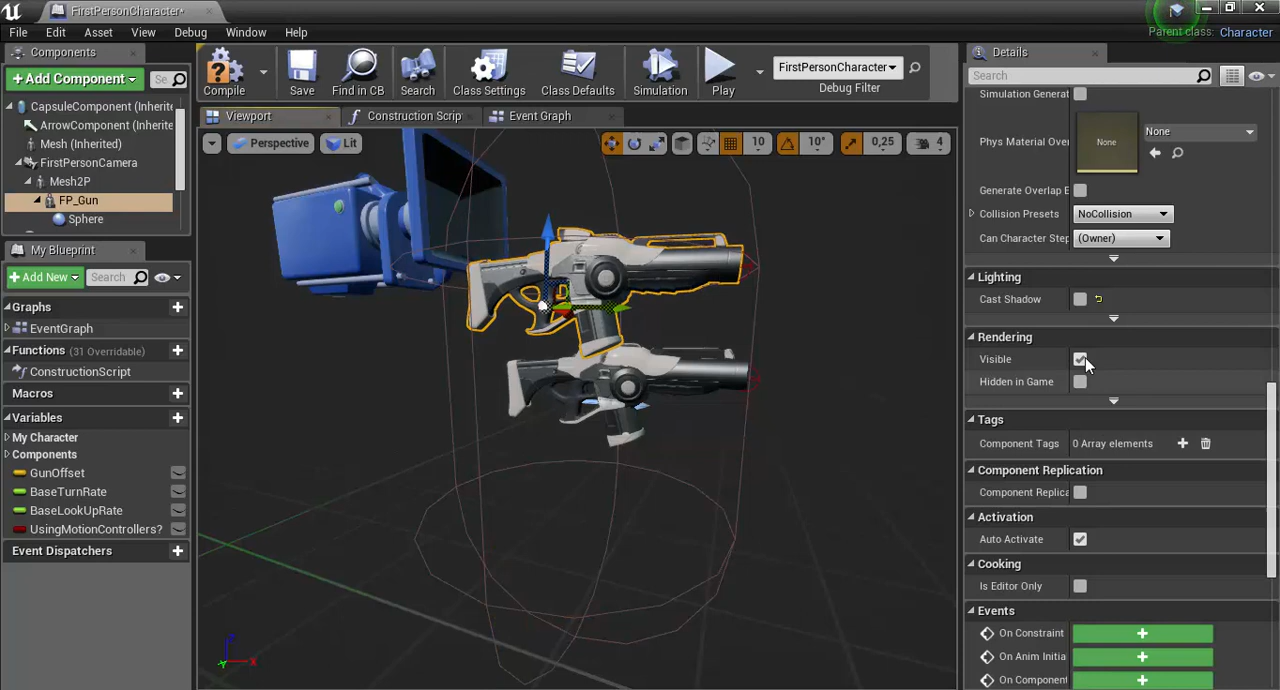 FirstPersonCharacter*
Parent class: Character
File Edit Asset View Debug Window Help
Components
Details
+Add Component
Se
Compile
Save
Find in CB
Search
Class Settings
Class Defaults
Simulation
Play
FirstPersonCharacter
Debug Filter
Search
CapsuleComponent (Inherited
ArrowComponent (Inherite
Mesh (Inherited)
FirstPersonCamera
Mesh2P
FP_Gun
Sphere
Viewport
Construction Scrip
Event Graph
Perspective
Lit
10
10°
0,25
4
My Blueprint
+Add New
Search
Graphs
EventGraph
Functions (31 Overridable)
ConstructionScript
Macros
Variables
My Character
Components
GunOffset
BaseTurnRate
BaseLookUpRate
UsingMotionControllers?
Event Dispatchers
Simulation Generat
Phys Material Over
None
None
Generate Overlap E
Collision Presets
NoCollision
Can Character Step
(Owner)
Lighting
Cast Shadow
Rendering
Visible
Hidden in Game
Tags
Component Tags
0 Array elements
Component Replication
Component Replica
Activation
Auto Activate
Cooking
Is Editor Only
Events
On Constraint
On Anim Initia
On Component
Z
X
Y